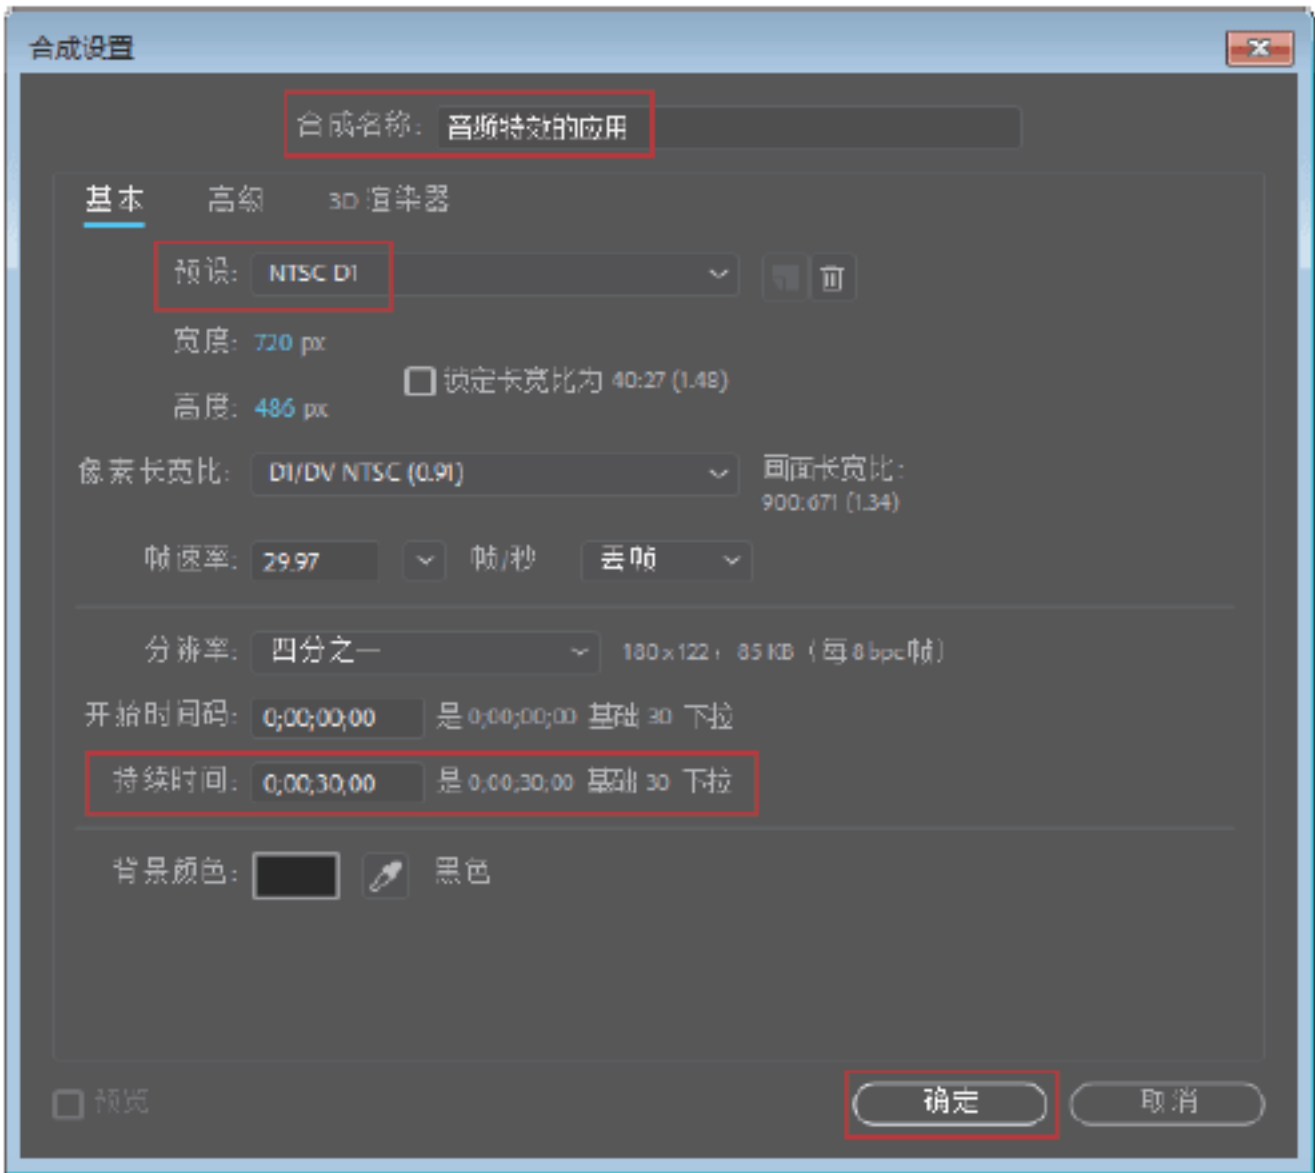 合成设置
合成名称: 音频特效的应用
基本 高级 3D 渲染器
预设: NTSC D1
宽度: 720 px
锁定长宽比为 40:27 (1.48)
高度: 486 px
像素长宽比: D1/DV NTSC (0.91) 画面长宽比:
900:671 (1.34)
帧速率: 29.97 帧/秒 丢帧
分辨率: 四分之一 180 x 122，85 KB（每 8 bpc 帧）
开始时间码: 0;00;00;00 是 0;00;00;00 基础 30 下拉
持续时间: 0;00;30;00 是 0;00;30;00 基础 30 下拉
背景颜色: 黑色
预览 确定 取消